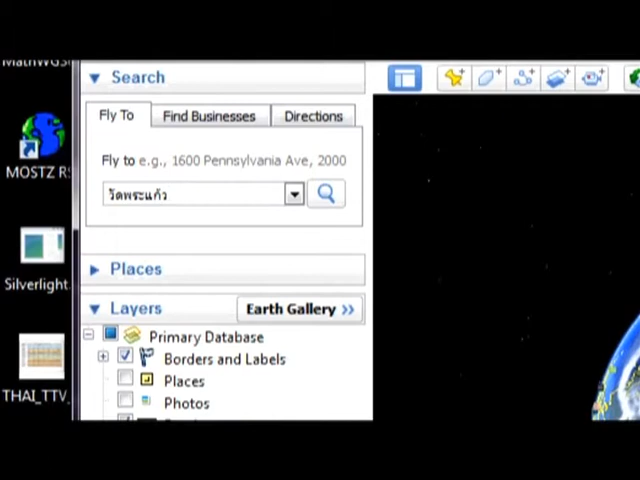 Search
Fly To
Find Businesses
Directions
Fly to e.g., 1600 Pennsylvania Ave, 2000
วัดพระแก้ว
MOSTZ
Places
Silverlight
Layers
Earth Gallery >>
Primary Database
Borders and Labels
Places
THAI_TTV_
Photos